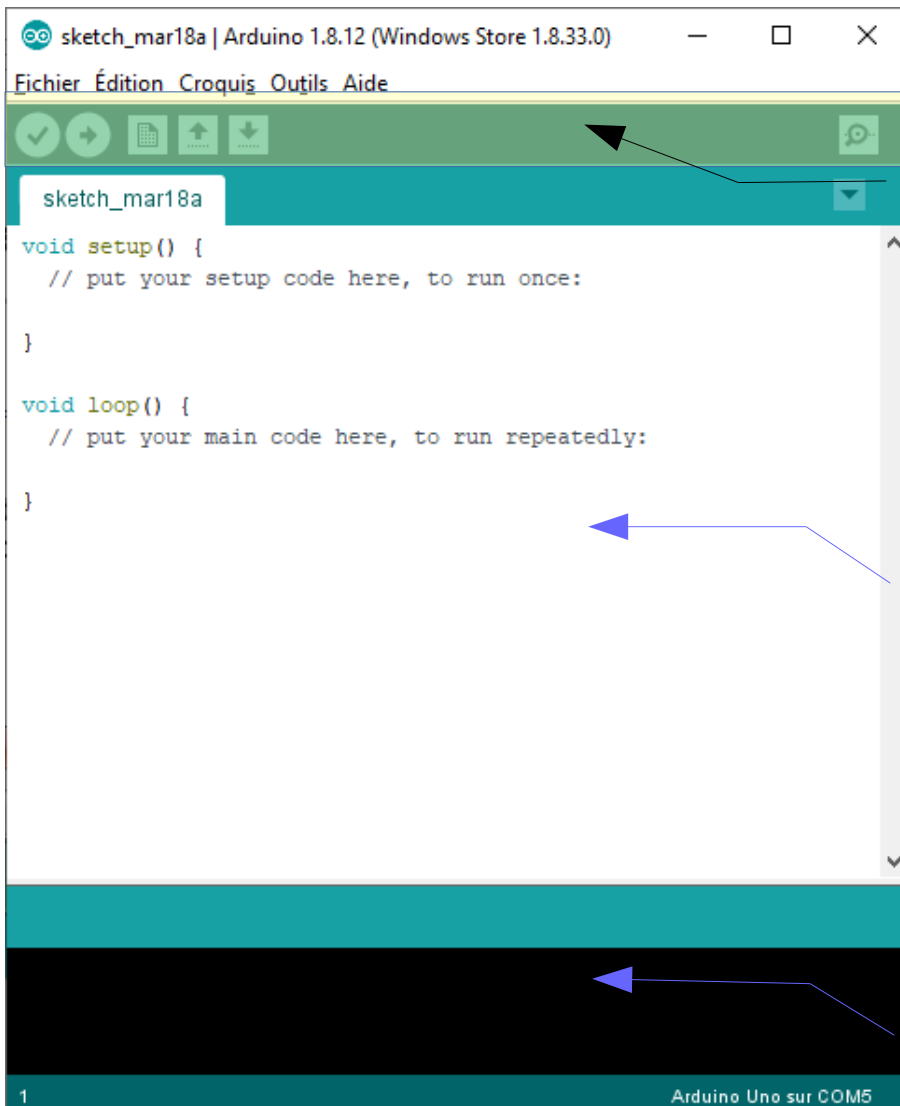 sketch_mar18a | Arduino 1.8.12 (Windows Store 1.8.33.0)
Fichier Édition Croquis Outils Aide
sketch_mar18a
void setup() {
  // put your setup code here, to run once:
}
void loop() {
  // put your main code here, to run repeatedly:
}
1 Arduino Uno sur COM5